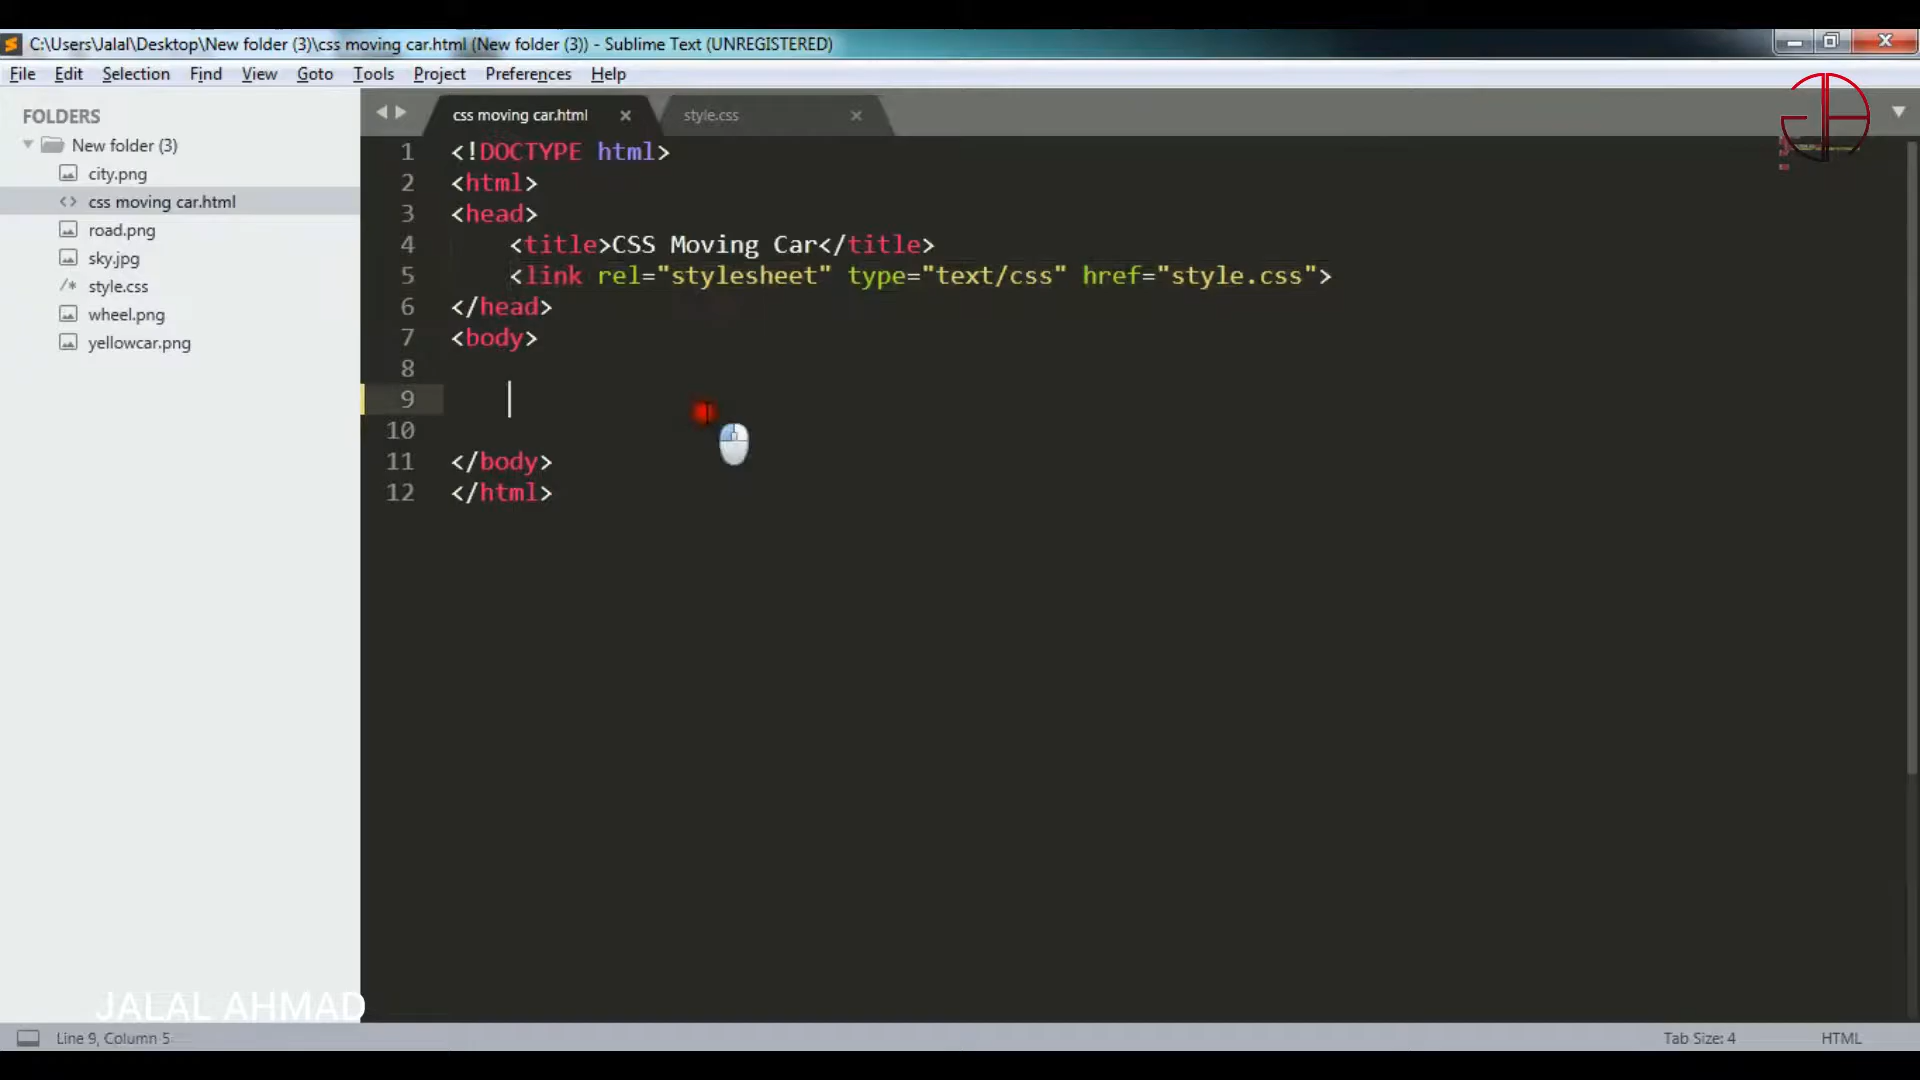 C:\Users\Jalal\Desktop\New folder (3)\css moving car.html (New folder (3)) - Sublime Text (UNREGISTERED)
File Edit Selection Find View Goto Tools Project Preferences Help
FOLDERS
New folder (3)
city.png
css moving car.html
road.png
sky.jpg
style.css
wheel.png
yellowcar.png
css moving car.html style.css
1 <!DOCTYPE html>
2 <html>
3 <head>
4 <title>CSS Moving Car</title>
5 <link rel="stylesheet" type="text/css" href="style.css">
6 </head>
7 <body>
8
9
10
11 </body>
12 </html>
JALAL AHMAD
Line 9, Column 5 Tab Size: 4 HTML